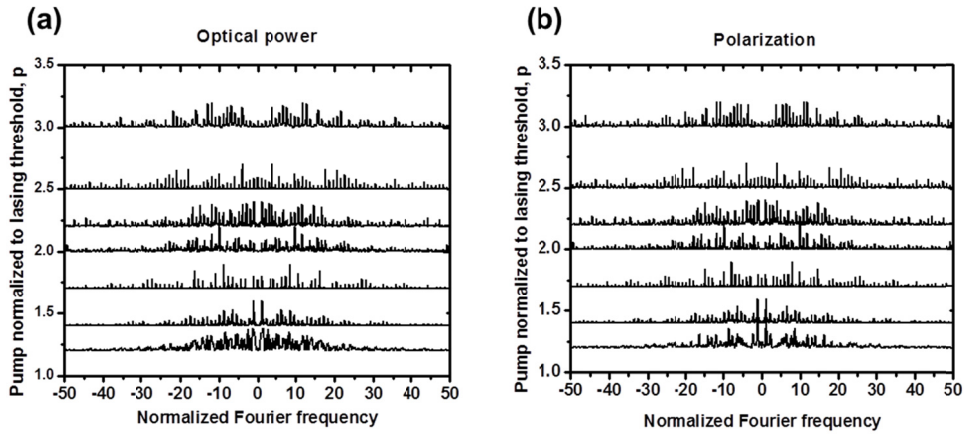 (a)
Optical power
Pump normalized to lasing threshold, p
3.5
3.0
2.5
2.0
1.5
1.0
-50 -40 -30 -20 -10 0 10 20 30 40 50
Normalized Fourier frequency
(b)
Polarization
Pump normalized to lasing threshold, p
3.5
3.0
2.5
2.0
1.5
1.0
-50 -40 -30 -20 -10 0 10 20 30 40 50
Normalized Fourier frequency